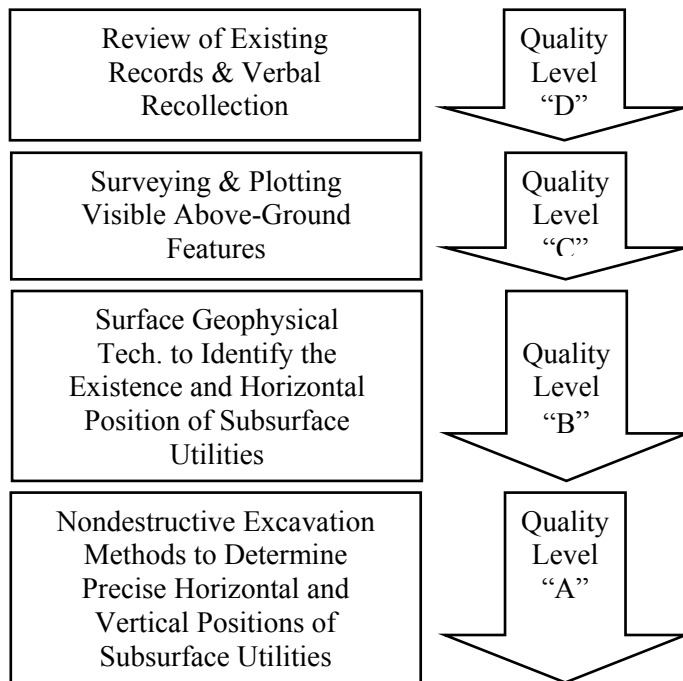 Review of Existing
Records & Verbal
Recollection
Quality
Level
“D”
Surveying & Plotting
Visible Above-Ground
Features
Quality
Level
“C”
Surface Geophysical
Tech. to Identify the
Existence and Horizontal
Position of Subsurface
Utilities
Quality
Level
“B”
Nondestructive Excavation
Methods to Determine
Precise Horizontal and
Vertical Positions of
Subsurface Utilities
Quality
Level
“A”